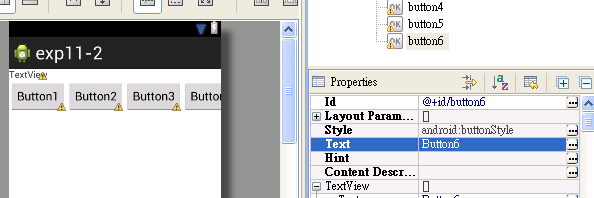 exp11-2
TextView
Button1
Button2
Button3
Button
button4
button5
button6
Properties
Id @+id/button6
Layout Param... []
Style android:buttonStyle
Text Button6
Hint
Content Descr...
TextView []